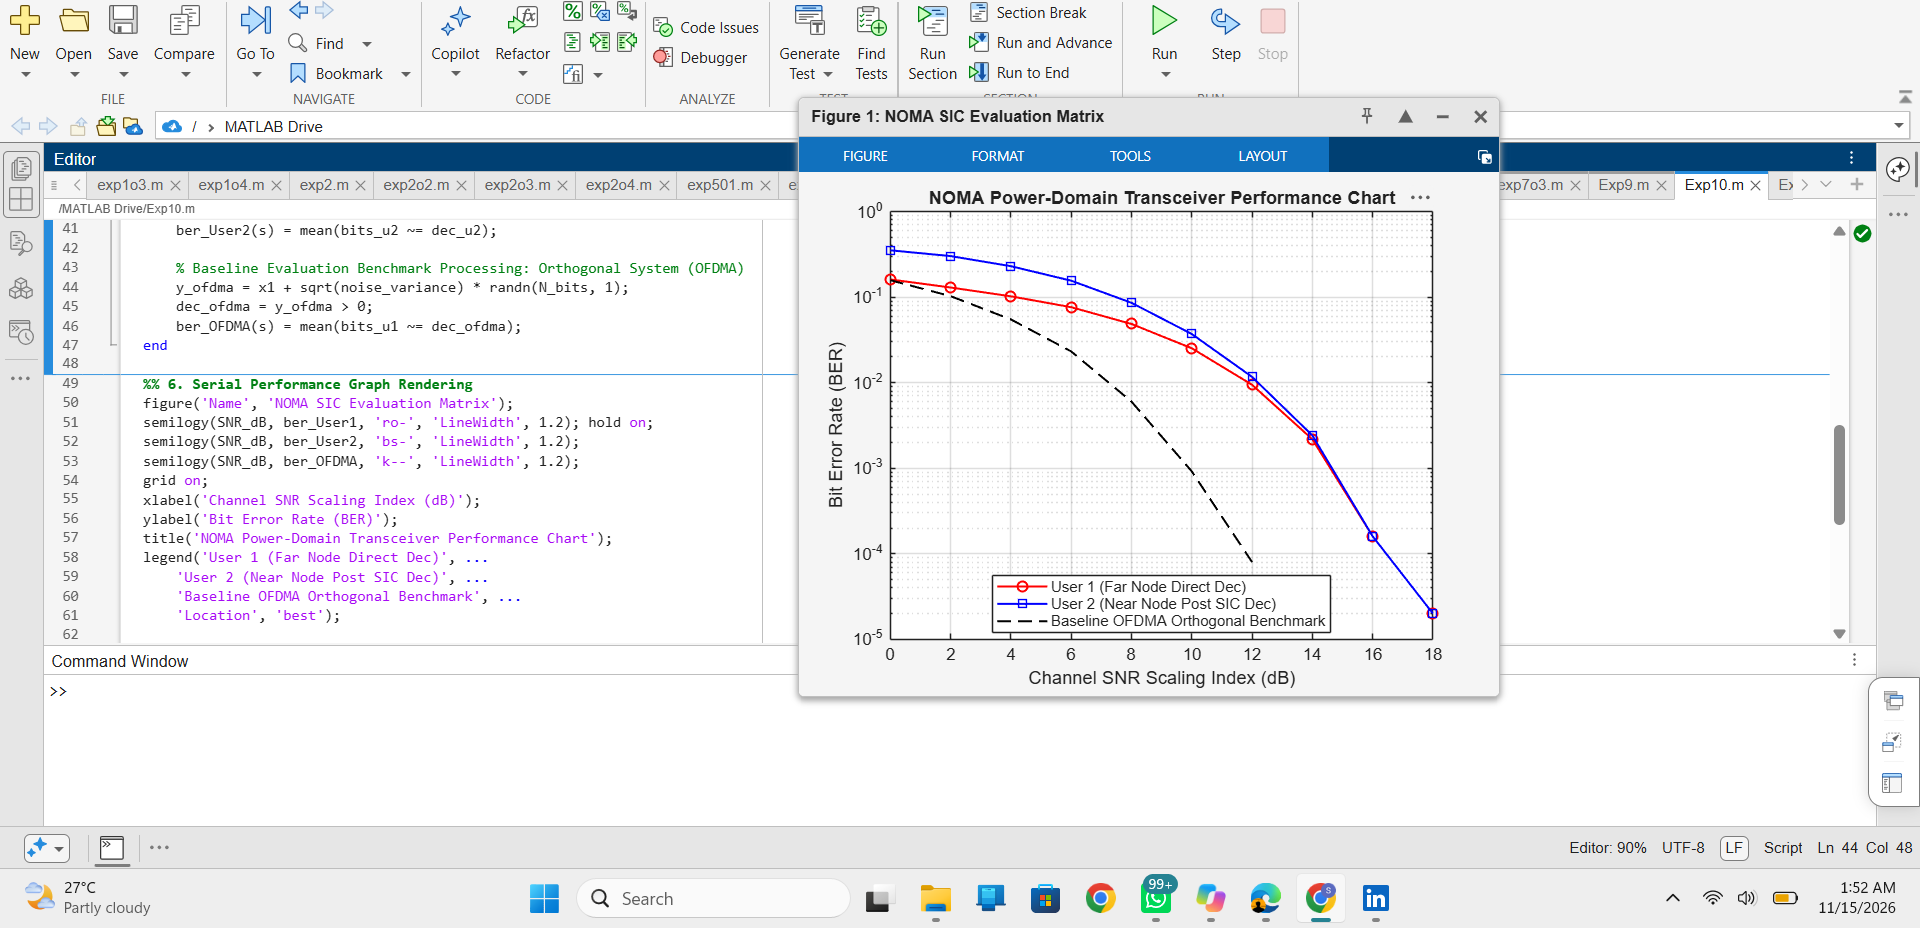 New
Open
Save
Compare
FILE
Go To
Find
Bookmark
NAVIGATE
Copilot
Refactor
CODE
Code Issues
Debugger
ANALYZE
Generate
Test
Find
Tests
TEST
Run
Section
Section Break
Run and Advance
Run to End
SECTION
Run
Step
Stop
RUN
/ › MATLAB Drive
Editor
exp1o3.m
exp1o4.m
exp2.m
exp2o2.m
exp2o3.m
exp2o4.m
exp501.m
e
exp7o3.m
Exp9.m
Exp10.m
Ex
/MATLAB Drive/Exp10.m
41 ber_User2(s) = mean(bits_u2 ~= dec_u2);
42
43 % Baseline Evaluation Benchmark Processing: Orthogonal System (OFDMA)
44 y_ofdma = x1 + sqrt(noise_variance) * randn(N_bits, 1);
45 dec_ofdma = y_ofdma > 0;
46 ber_OFDMA(s) = mean(bits_u1 ~= dec_ofdma);
47 end
48
49 %% 6. Serial Performance Graph Rendering
50 figure('Name', 'NOMA SIC Evaluation Matrix');
51 semilogy(SNR_dB, ber_User1, 'ro-', 'LineWidth', 1.2); hold on;
52 semilogy(SNR_dB, ber_User2, 'bs-', 'LineWidth', 1.2);
53 semilogy(SNR_dB, ber_OFDMA, 'k--', 'LineWidth', 1.2);
54 grid on;
55 xlabel('Channel SNR Scaling Index (dB)');
56 ylabel('Bit Error Rate (BER)');
57 title('NOMA Power-Domain Transceiver Performance Chart');
58 legend('User 1 (Far Node Direct Dec)', ...
59 'User 2 (Near Node Post SIC Dec)', ...
60 'Baseline OFDMA Orthogonal Benchmark', ...
61 'Location', 'best');
62
Figure 1: NOMA SIC Evaluation Matrix
FIGURE
FORMAT
TOOLS
LAYOUT
NOMA Power-Domain Transceiver Performance Chart
10^0
10^-1
10^-2
10^-3
10^-4
10^-5
Bit Error Rate (BER)
User 1 (Far Node Direct Dec)
User 2 (Near Node Post SIC Dec)
Baseline OFDMA Orthogonal Benchmark
0 2 4 6 8 10 12 14 16 18
Channel SNR Scaling Index (dB)
Command Window
>>
Editor: 90% UTF-8 LF Script Ln 44 Col 48
27°C
Partly cloudy
Search
99+
1:52 AM
11/15/2026